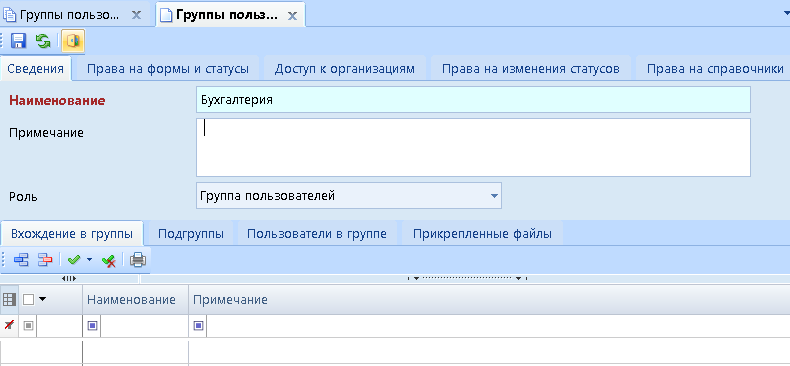 Группы пользо... Группы польз...
Сведения Права на формы и статусы Доступ к организациям Права на изменения статусов Права на справочники
Наименование Бухгалтерия
Примечание
Роль Группа пользователей
Вхождение в группы Подгруппы Пользователи в группе Прикрепленные файлы
Наименование Примечание